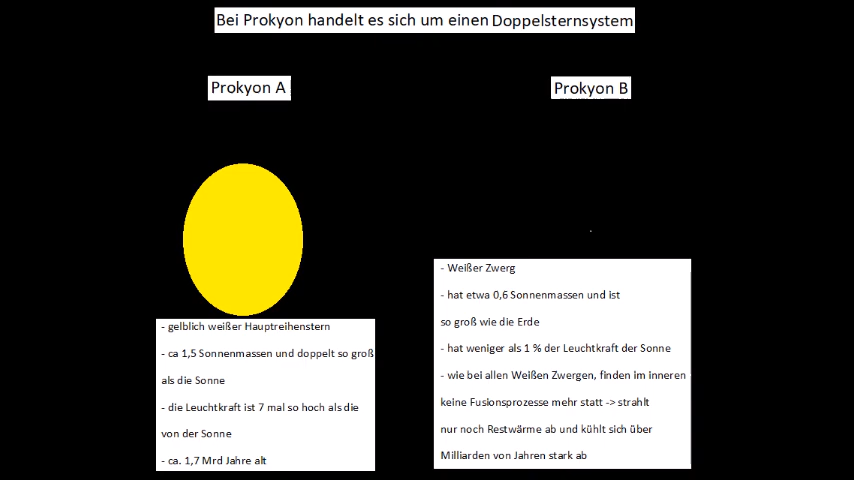 Bei Prokyon handelt es sich um einen Doppelsternsystem
Prokyon A
Prokyon B
- gelblich weißer Hauptreihenstern
- ca 1,5 Sonnenmassen und doppelt so groß
als die Sonne
- die Leuchtkraft ist 7 mal so hoch als die
von der Sonne
- ca. 1,7 Mrd Jahre alt
- Weißer Zwerg
- hat etwa 0,6 Sonnenmassen und ist
so groß wie die Erde
- hat weniger als 1 % der Leuchtkraft der Sonne
- wie bei allen Weißen Zwergen, finden im inneren
keine Fusionsprozesse mehr statt -> strahlt
nur noch Restwärme ab und kühlt sich über
Milliarden von Jahren stark ab